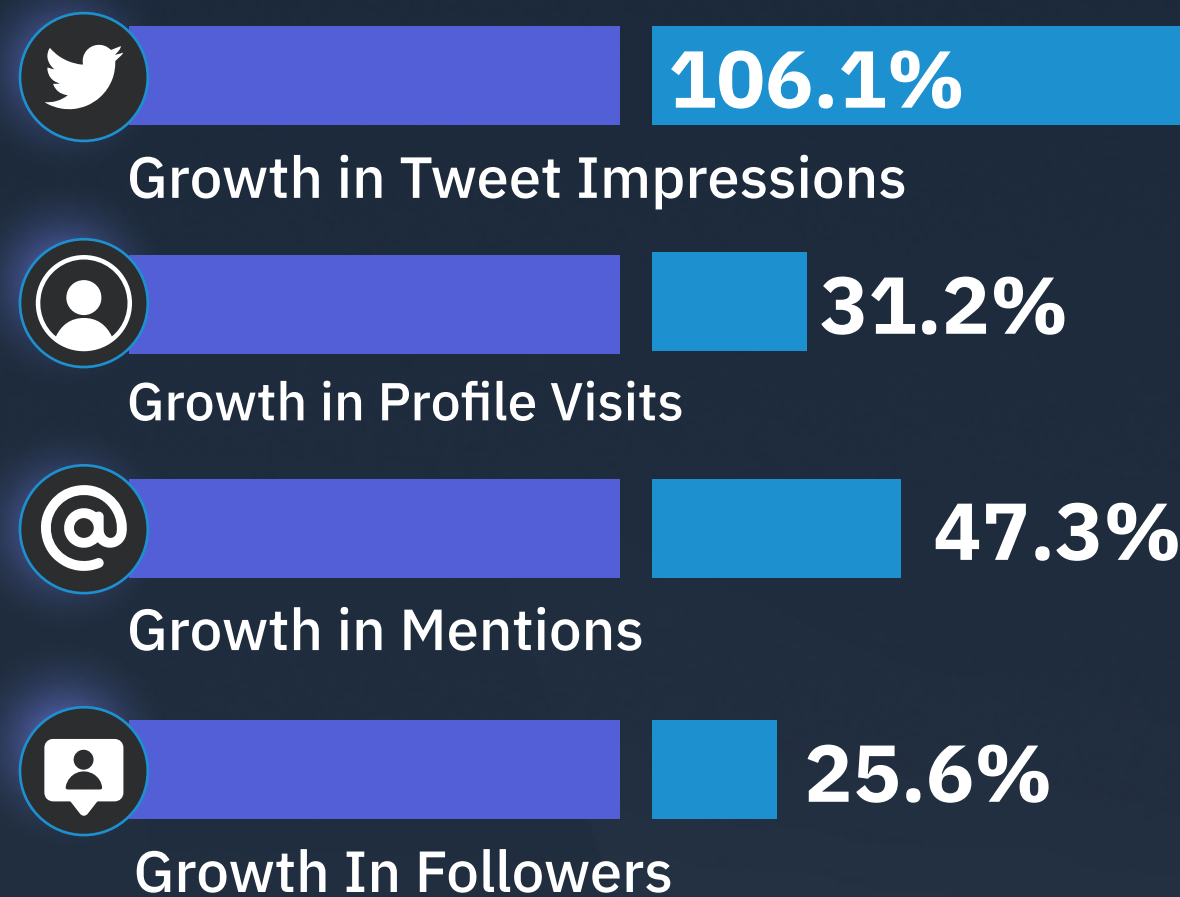 106.1%
Growth in Tweet Impressions
31.2%
Growth in Profile Visits
47.3%
Growth in Mentions
25.6%
Growth In Followers